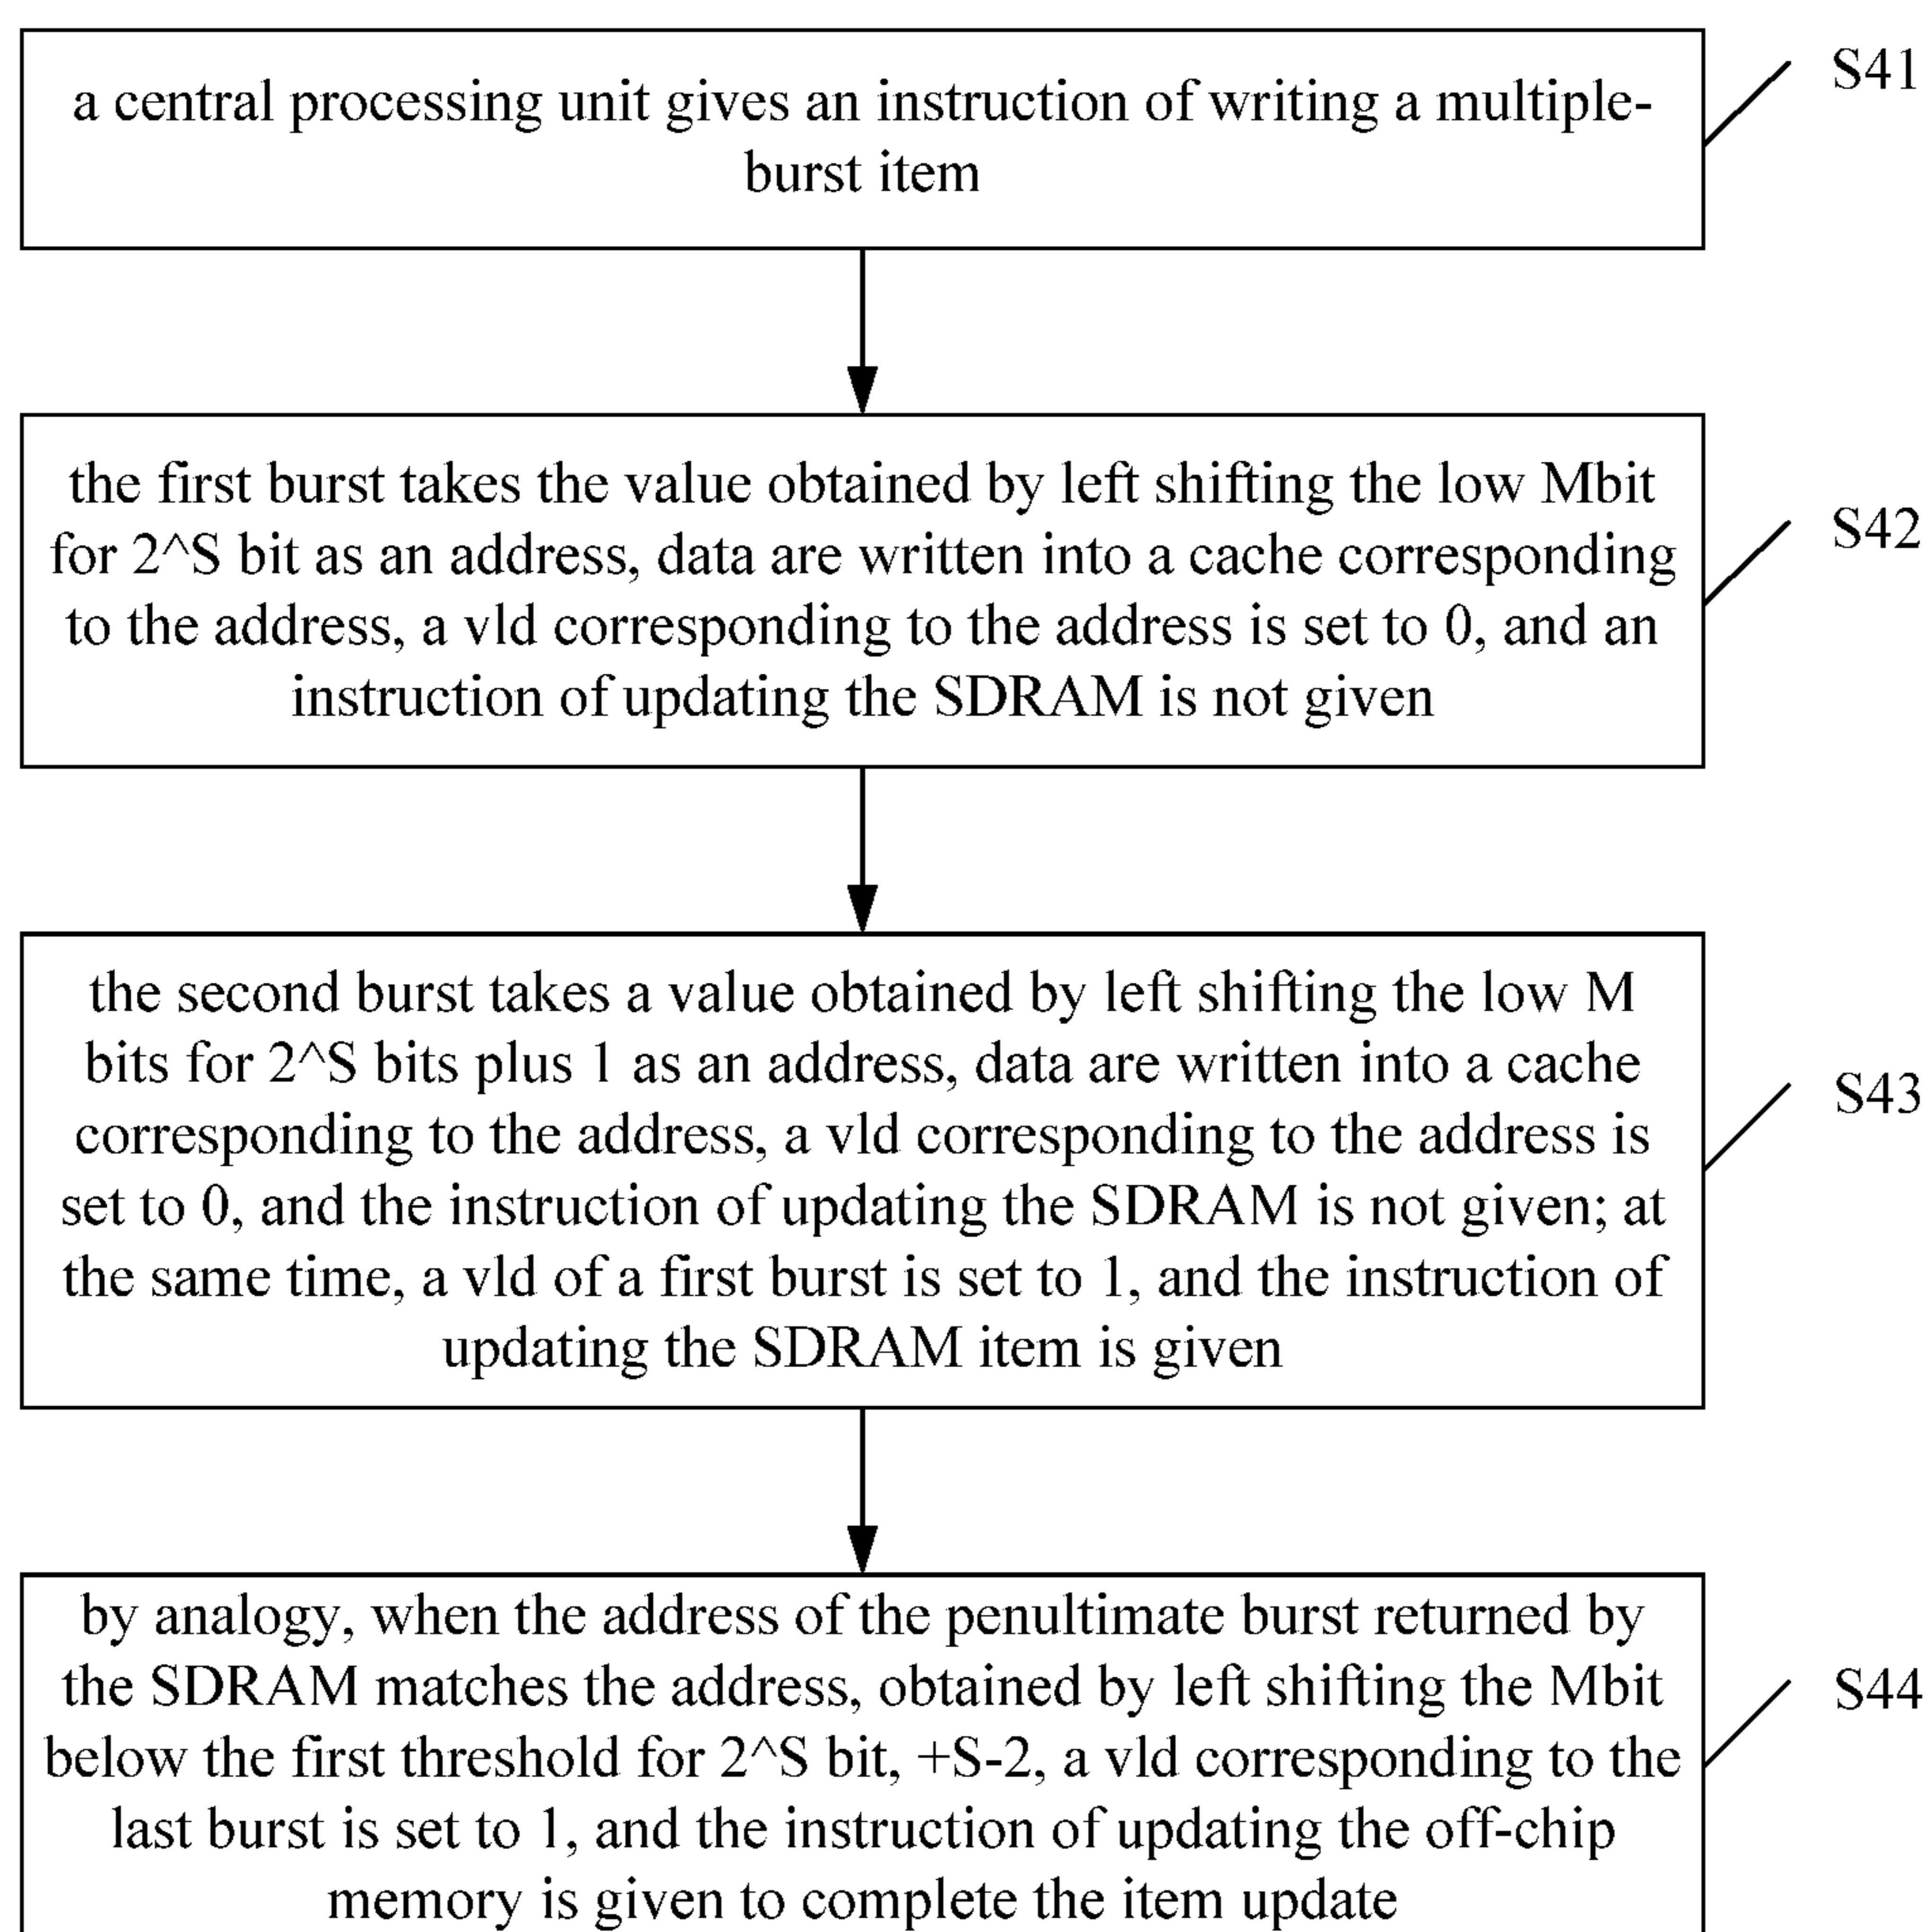 a central processing unit gives an instruction of writing a multiple-
burst item
S41
the first burst takes the value obtained by left shifting the low Mbit
for 2^S bit as an address, data are written into a cache corresponding
to the address, a vld corresponding to the address is set to 0, and an
instruction of updating the SDRAM is not given
S42
the second burst takes a value obtained by left shifting the low M
bits for 2^S bits plus 1 as an address, data are written into a cache
corresponding to the address, a vld corresponding to the address is
set to 0, and the instruction of updating the SDRAM is not given; at
the same time, a vld of a first burst is set to 1, and the instruction of
updating the SDRAM item is given
S43
by analogy, when the address of the penultimate burst returned by
the SDRAM matches the address, obtained by left shifting the Mbit
below the first threshold for 2^S bit, +S-2, a vld corresponding to the
last burst is set to 1, and the instruction of updating the off-chip
memory is given to complete the item update
S44